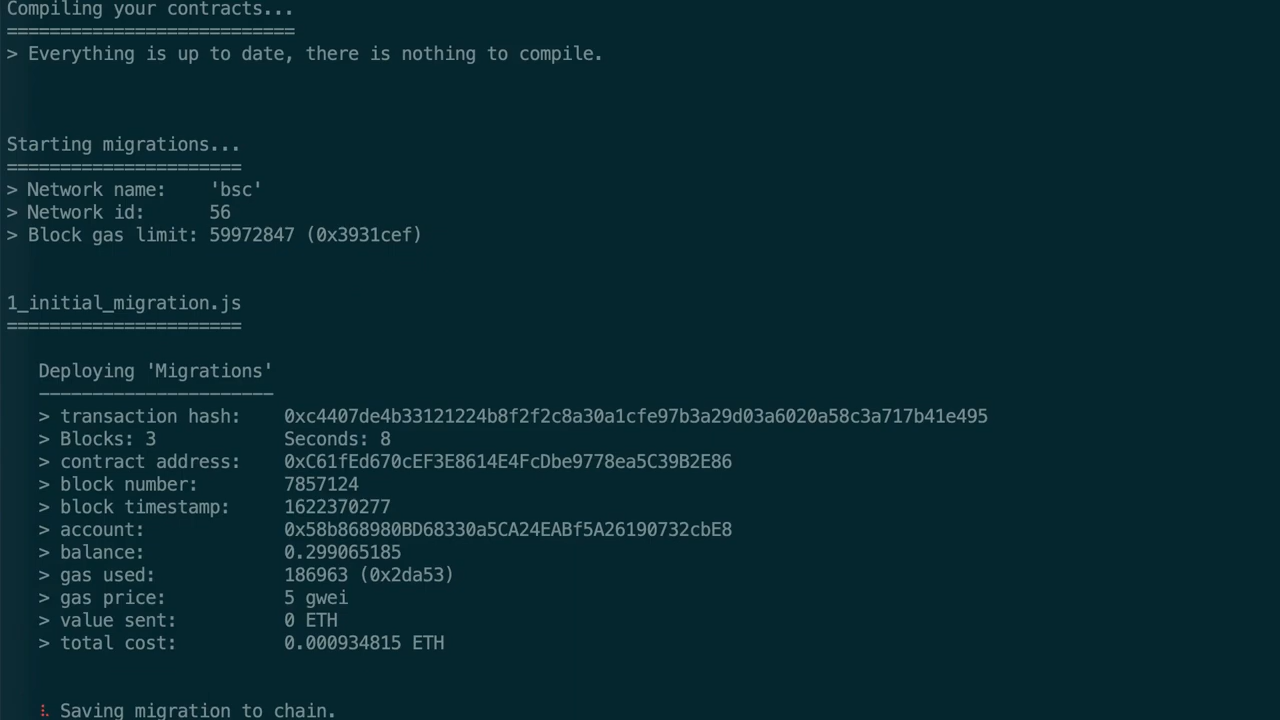 Compiling your contracts...
===========================
> Everything is up to date, there is nothing to compile.
Starting migrations...
======================
> Network name:    'bsc'
> Network id:      56
> Block gas limit: 59972847 (0x3931cef)
1_initial_migration.js
======================
Deploying 'Migrations'
----------------------
> transaction hash:    0xc4407de4b33121224b8f2f2c8a30a1cfe97b3a29d03a6020a58c3a717b41e495
> Blocks: 3            Seconds: 8
> contract address:    0xC61fEd670cEF3E8614E4FcDbe9778ea5C39B2E86
> block number:        7857124
> block timestamp:     1622370277
> account:             0x58b868980BD68330a5CA24EABf5A26190732cbE8
> balance:             0.299065185
> gas used:            186963 (0x2da53)
> gas price:           5 gwei
> value sent:          0 ETH
> total cost:          0.000934815 ETH
⠇ Saving migration to chain.